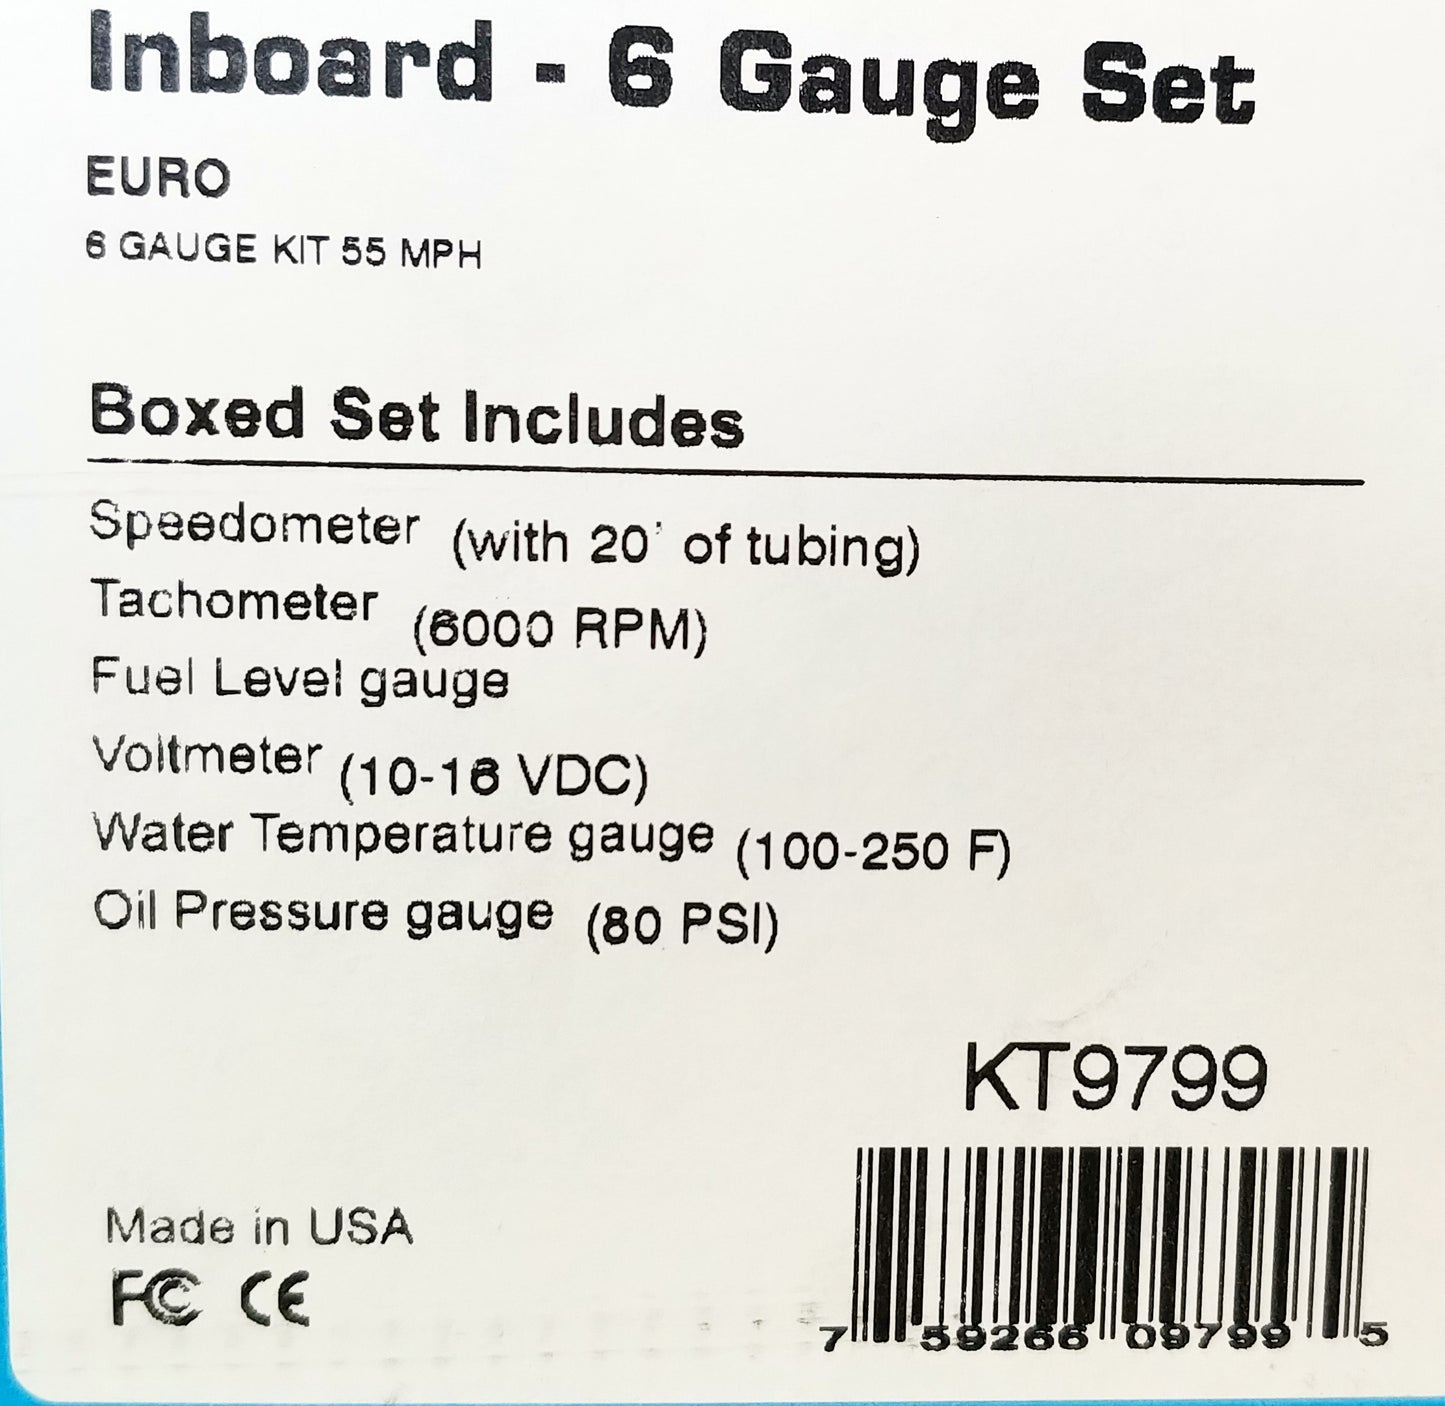 Inboard - 6 Gauge Set
EURO
6 GAUGE KIT 55 MPH
Boxed Set Includes
Speedometer (with 20' of tubing)
Tachometer (6000 RPM)
Fuel Level gauge
Voltmeter (10-16 VDC)
Water Temperature gauge (100-250 F)
Oil Pressure gauge (80 PSI)
KT9799
Made in USA
FC CE
7 59266 09799 5